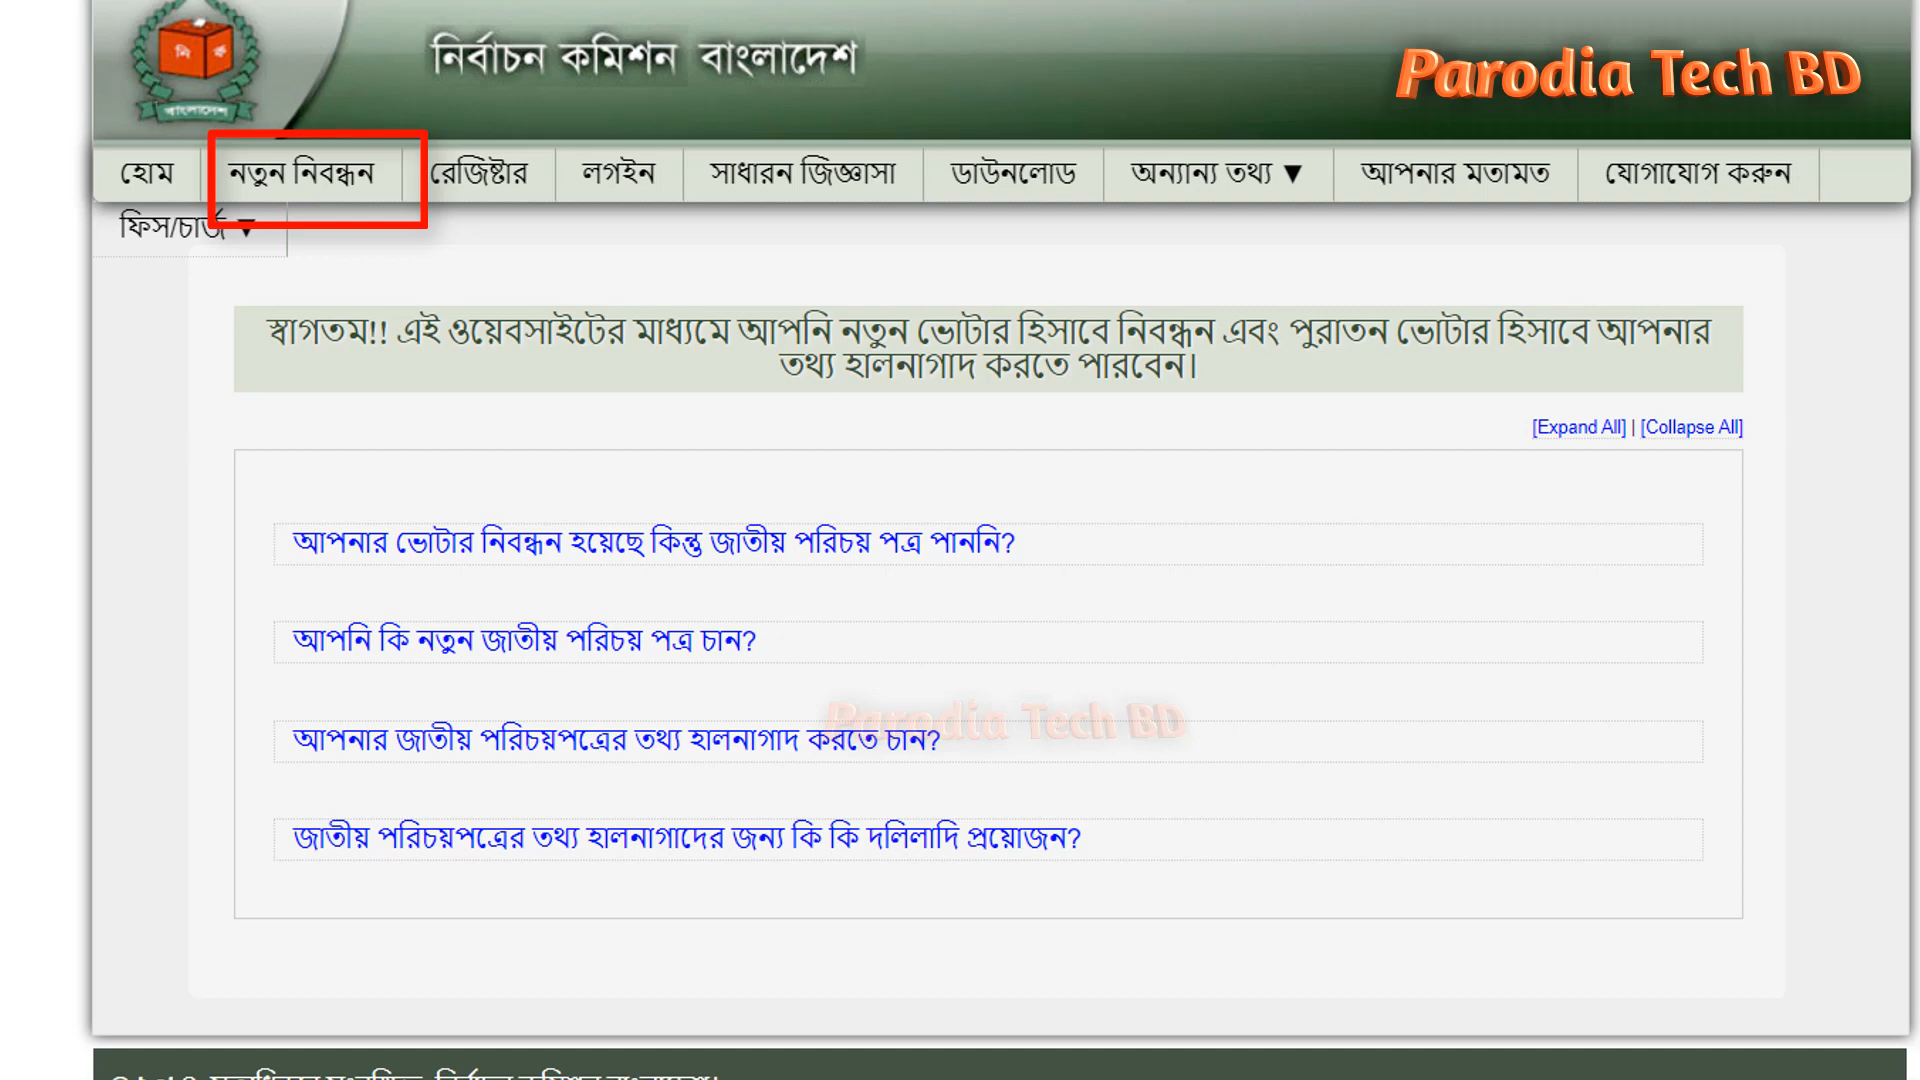 নি ক
বাংলাদেশ
নির্বাচন কমিশন বাংলাদেশ
Parodia Tech BD
হোম নতুন নিবন্ধন রেজিষ্টার লগইন সাধারন জিজ্ঞাসা ডাউনলোড অন্যান্য তথ্য ▼ আপনার মতামত যোগাযোগ করুন
ফিস/চার্জ ▼
স্বাগতম!! এই ওয়েবসাইটের মাধ্যমে আপনি নতুন ভোটার হিসাবে নিবন্ধন এবং পুরাতন ভোটার হিসাবে আপনার
তথ্য হালনাগাদ করতে পারবেন।
[Expand All] | [Collapse All]
আপনার ভোটার নিবন্ধন হয়েছে কিন্তু জাতীয় পরিচয় পত্র পাননি?
আপনি কি নতুন জাতীয় পরিচয় পত্র চান?
Parodia Tech BD
আপনার জাতীয় পরিচয়পত্রের তথ্য হালনাগাদ করতে চান?
জাতীয় পরিচয়পত্রের তথ্য হালনাগাদের জন্য কি কি দলিলাদি প্রয়োজন?
নির্বাচন কমিশন বাংলাদেশ।